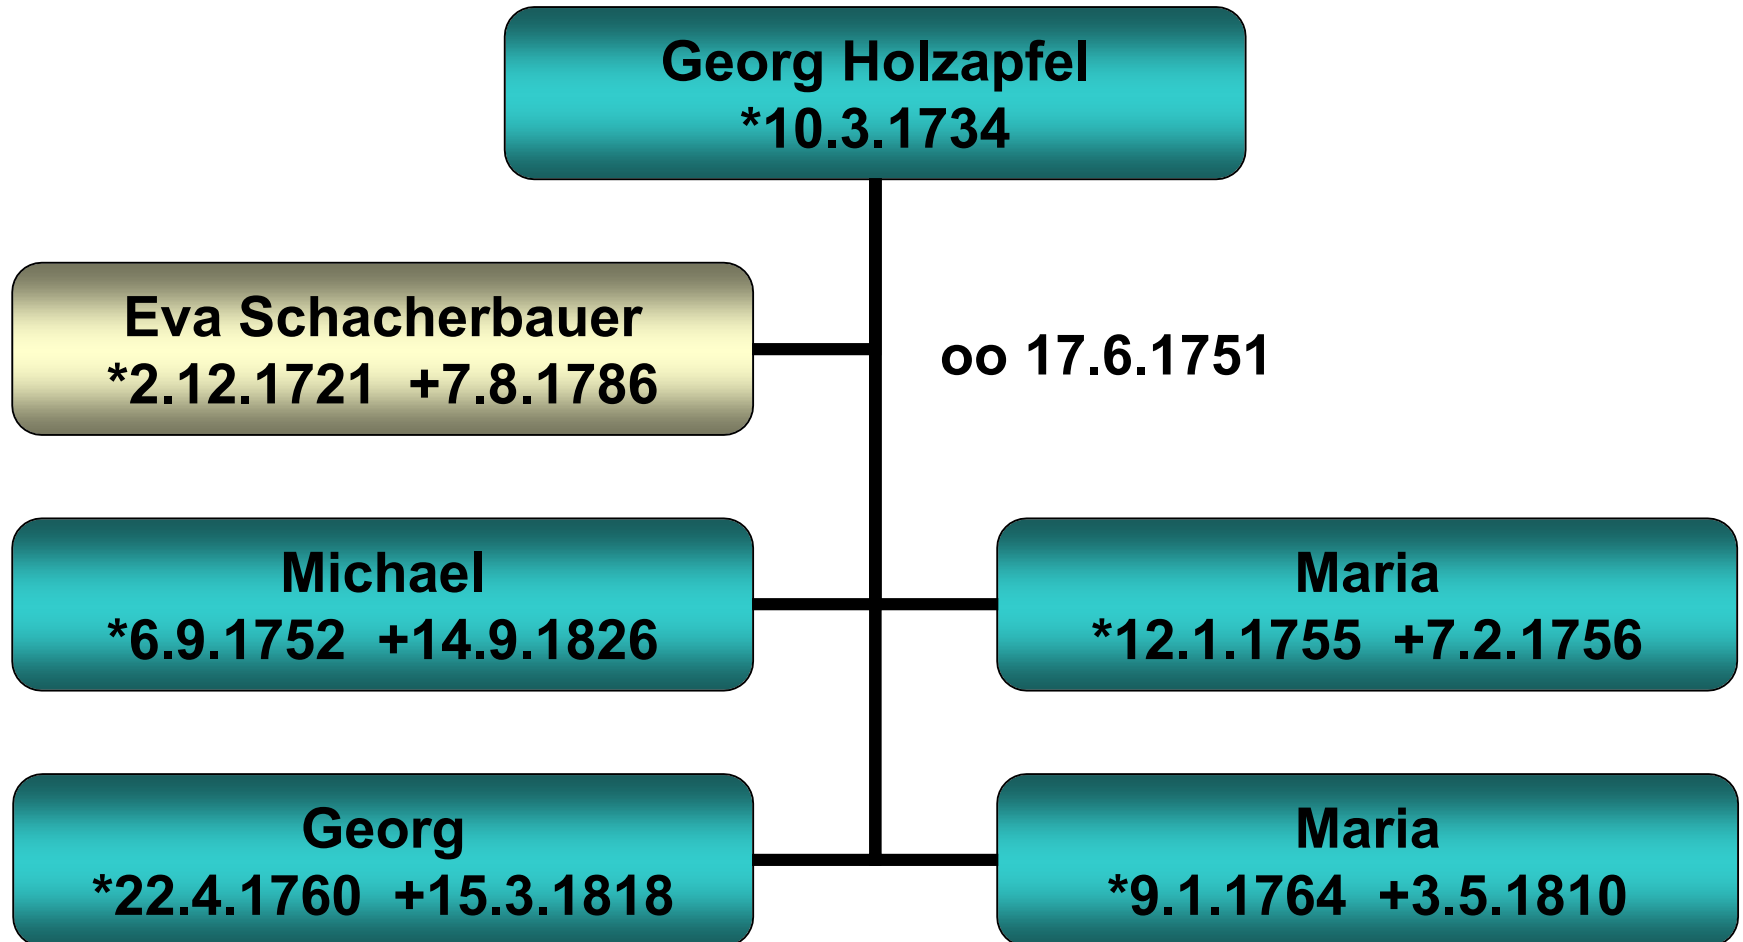 Georg Holzapfel
*10.3.1734
Eva Schacherbauer
*2.12.1721 +7.8.1786
oo 17.6.1751
Michael
*6.9.1752 +14.9.1826
Maria
*12.1.1755 +7.2.1756
Georg
*22.4.1760 +15.3.1818
Maria
*9.1.1764 +3.5.1810